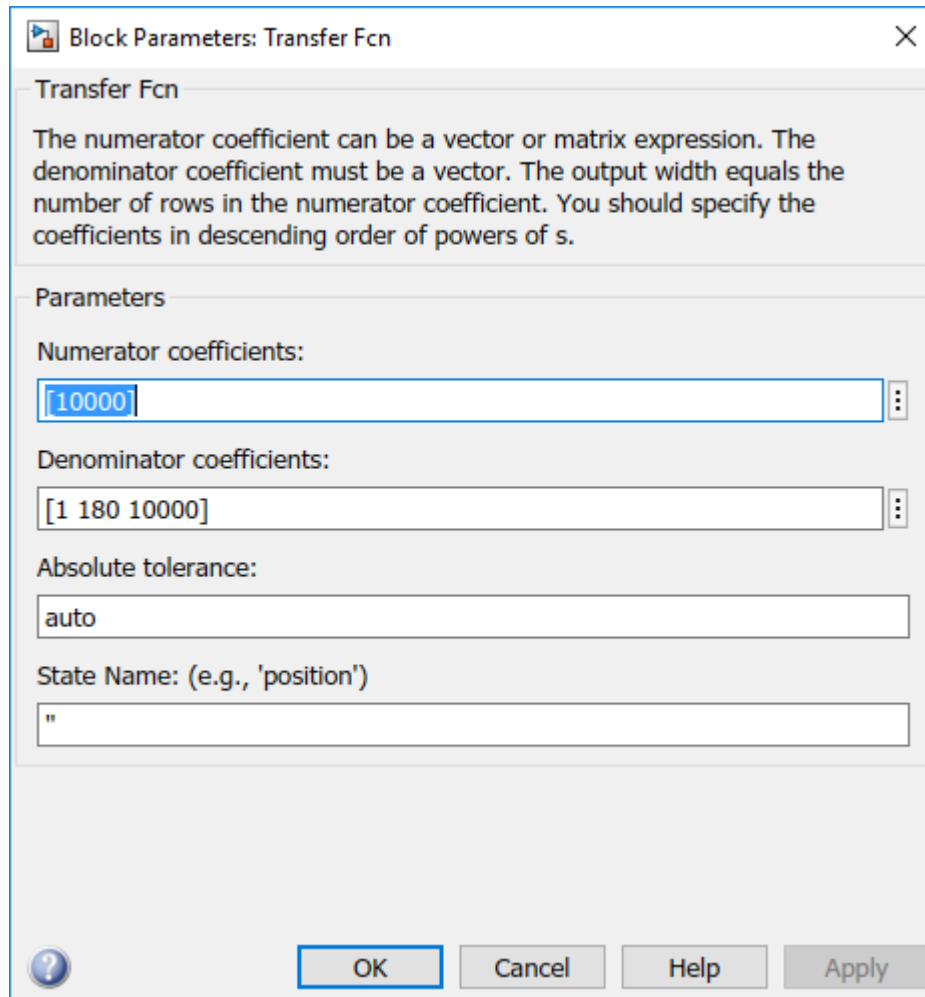 Block Parameters: Transfer Fcn
Transfer Fcn
The numerator coefficient can be a vector or matrix expression. The
denominator coefficient must be a vector. The output width equals the
number of rows in the numerator coefficient. You should specify the
coefficients in descending order of powers of s.
Parameters
Numerator coefficients:
[10000]
Denominator coefficients:
[1 180 10000]
Absolute tolerance:
auto
State Name: (e.g., 'position')
''
OK Cancel Help Apply